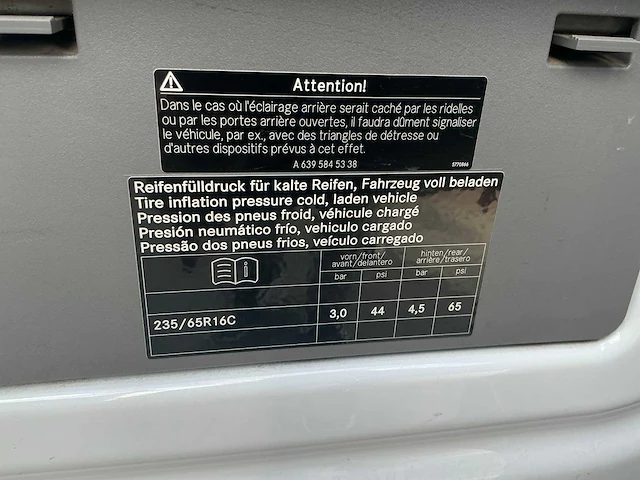 Attention!
Dans le cas où l'éclairage arrière serait caché par les ridelles
ou par les portes arrière ouvertes, il faudra dûment signaliser
le véhicule, par ex., avec des triangles de détresse ou
d'autres dispositifs prévus à cet effet.
A 639 584 53 38
Reifenfülldruck für kalte Reifen, Fahrzeug voll beladen
Tire inflation pressure cold, laden vehicle
Pression des pneus froid, véhicule chargé
Presión neumático frío, vehículo cargado
Pressão dos pneus frios, veículo carregado
vorn/front/ hinten/rear/
avant/delantero arrière/trasero
bar psi bar psi
235/65R16C 3,0 44 4,5 65